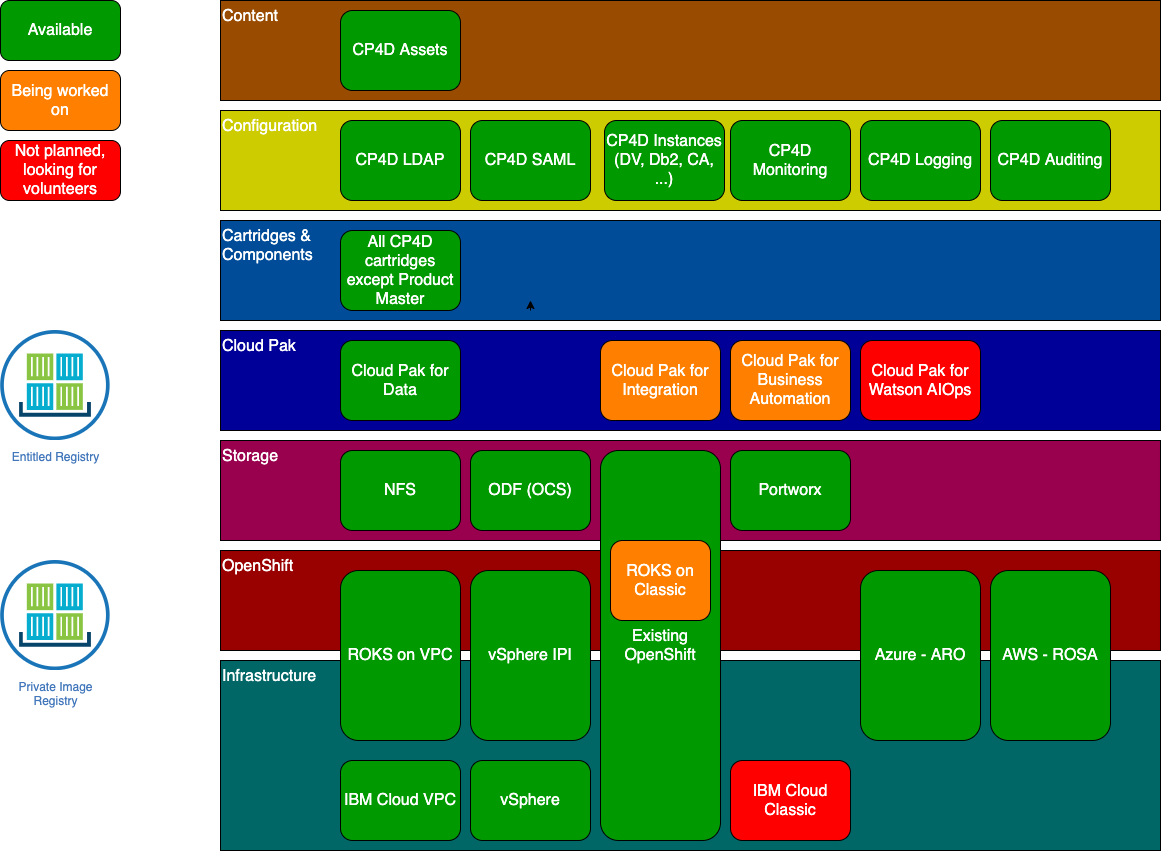 Available
Being worked
on
Not planned,
looking for
volunteers
Content
CP4D Assets
Configuration
CP4D LDAP
CP4D SAML
CP4D Instances
(DV, Db2, CA,
...)
CP4D
Monitoring
CP4D Logging
CP4D Auditing
Cartridges &
Components
All CP4D
cartridges
except Product
Master
Cloud Pak
Cloud Pak for
Data
Cloud Pak for
Integration
Cloud Pak for
Business
Automation
Cloud Pak for
Watson AIOps
Entitled Registry
Storage
NFS
ODF (OCS)
Portworx
OpenShift
ROKS on
Classic
Existing
OpenShift
ROKS on VPC
vSphere IPI
Azure - ARO
AWS - ROSA
Private Image
Registry
Infrastructure
IBM Cloud VPC
vSphere
IBM Cloud
Classic